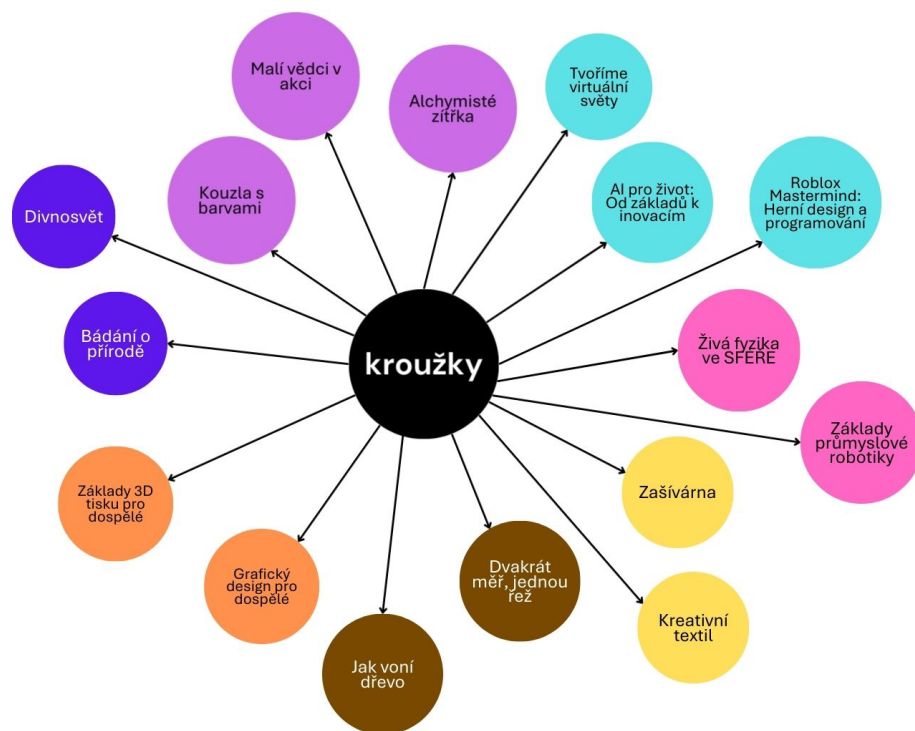 Malí vědci v
akci
Alchymisté
zítřka
Tvoříme
virtuální
světy
Kouzla s
barvami
AI pro život:
Od základů k
inovacím
Roblox
Mastermind:
Herní design a
programování
Divnosvět
Bádání o
přírodě
kroužky
Živá fyzika
ve SFÉŘE
Základy
průmyslové
robotiky
Základy 3D
tisku pro
dospělé
Zašívárna
Grafický
design pro
dospělé
Dvakrát
měř, jednou
řež
Kreativní
textil
Jak voní
dřevo